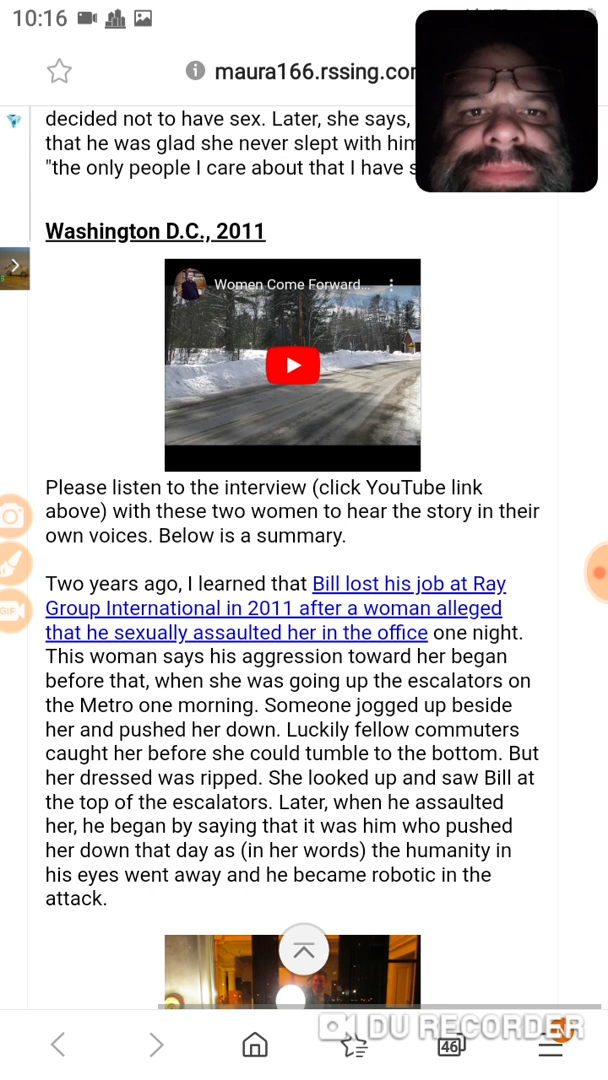 10:16
maura166.rssing.co
decided not to have sex. Later, she says,
that he was glad she never slept with him
"the only people I care about that I have
Washington D.C., 2011
Women Come Forward...
Please listen to the interview (click YouTube link
above) with these two women to hear the story in their
own voices. Below is a summary.
Two years ago, I learned that Bill lost his job at Ray
Group International in 2011 after a woman alleged
that he sexually assaulted her in the office one night.
This woman says his aggression toward her began
before that, when she was going up the escalators on
the Metro one morning. Someone jogged up beside
her and pushed her down. Luckily fellow commuters
caught her before she could tumble to the bottom. But
her dressed was ripped. She looked up and saw Bill at
the top of the escalators. Later, when he assaulted
her, he began by saying that it was him who pushed
her down that day as (in her words) the humanity in
his eyes went away and he became robotic in the
attack.
GIF
DU RECORDER
46
N